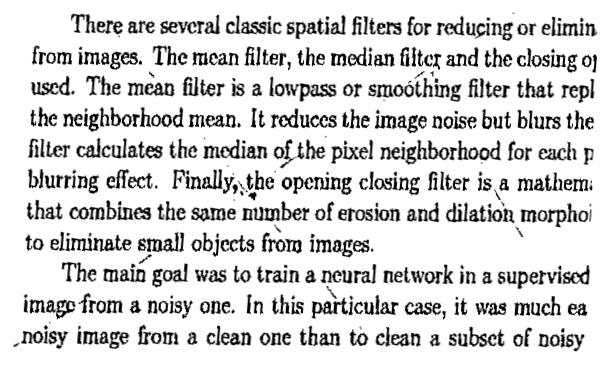 There are several classic spatial filters for reducing or elimin
from images. The mean filter, the median filter and the closing op
used. The mean filter is a lowpass or smoothing filter that repl
the neighborhood mean. It reduces the image noise but blurs the
filter calculates the median of the pixel neighborhood for each p
blurring effect. Finally, the opening closing filter is a mathem
that combines the same number of erosion and dilation morpho
to eliminate small objects from images.
The main goal was to train a neural network in a supervised
image from a noisy one. In this particular case, it was much ea
noisy image from a clean one than to clean a subset of noisy